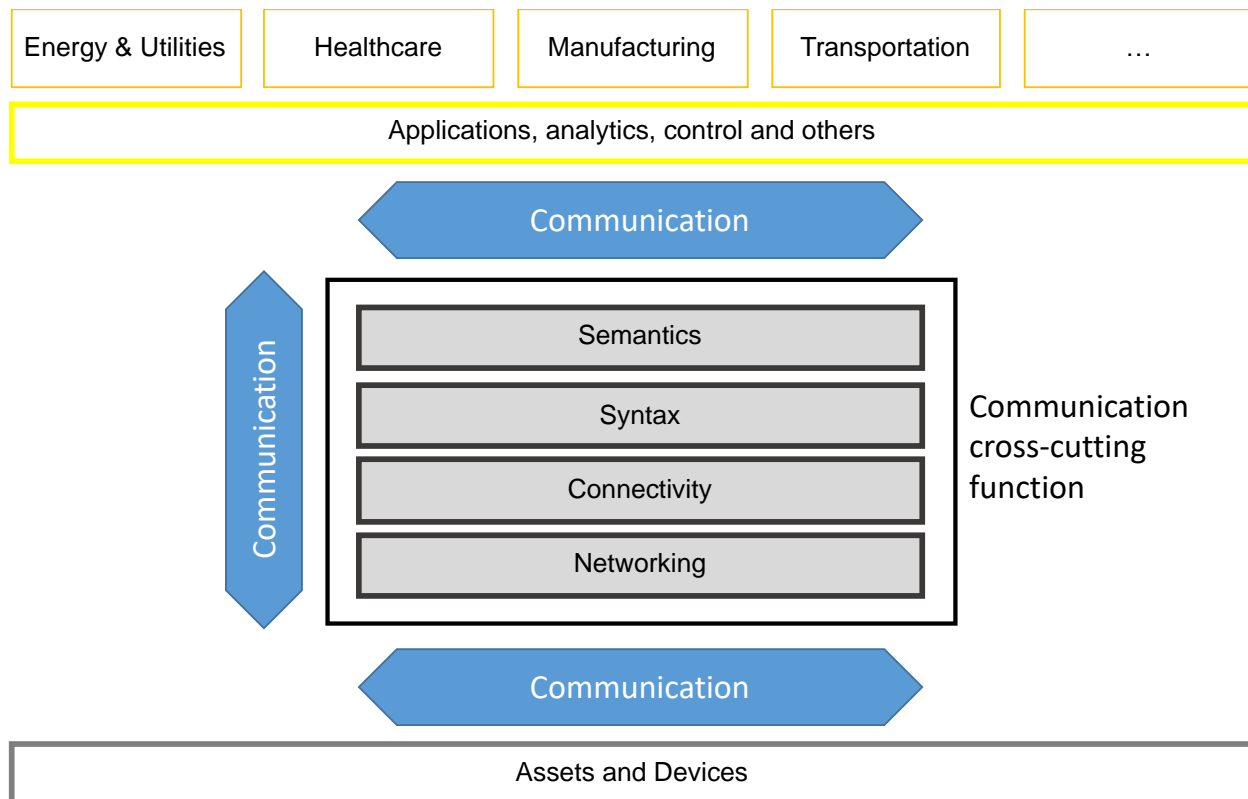 Energy & Utilities
Healthcare
Manufacturing
Transportation
…
Applications, analytics, control and others
Communication
Communication
Semantics
Syntax
Connectivity
Networking
Communication
cross-cutting
function
Communication
Assets and Devices